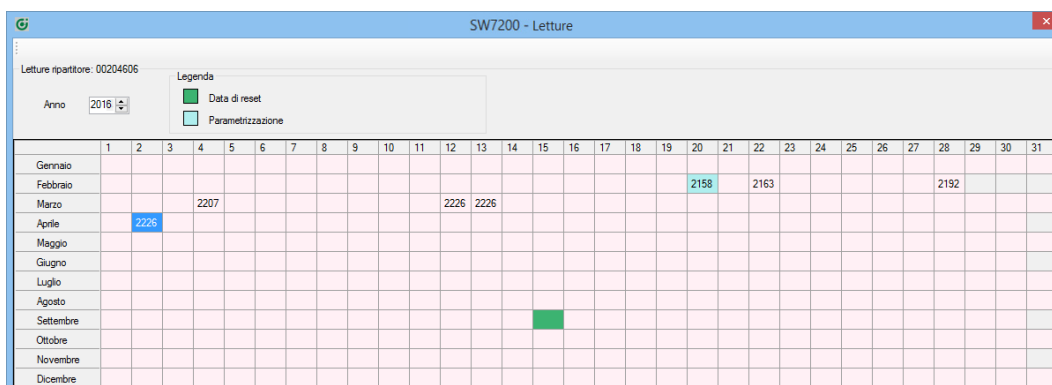 SW7200 - Letture
Letture ripartitore: 00204606
Legenda
Anno 2016
Data di reset
Parametrizzazione
1 2 3 4 5 6 7 8 9 10 11 12 13 14 15 16 17 18 19 20 21 22 23 24 25 26 27 28 29 30 31
Gennaio
Febbraio 2158 2163 2192
Marzo 2207 2226 2226
Aprile 2226
Maggio
Giugno
Luglio
Agosto
Settembre
Ottobre
Novembre
Dicembre